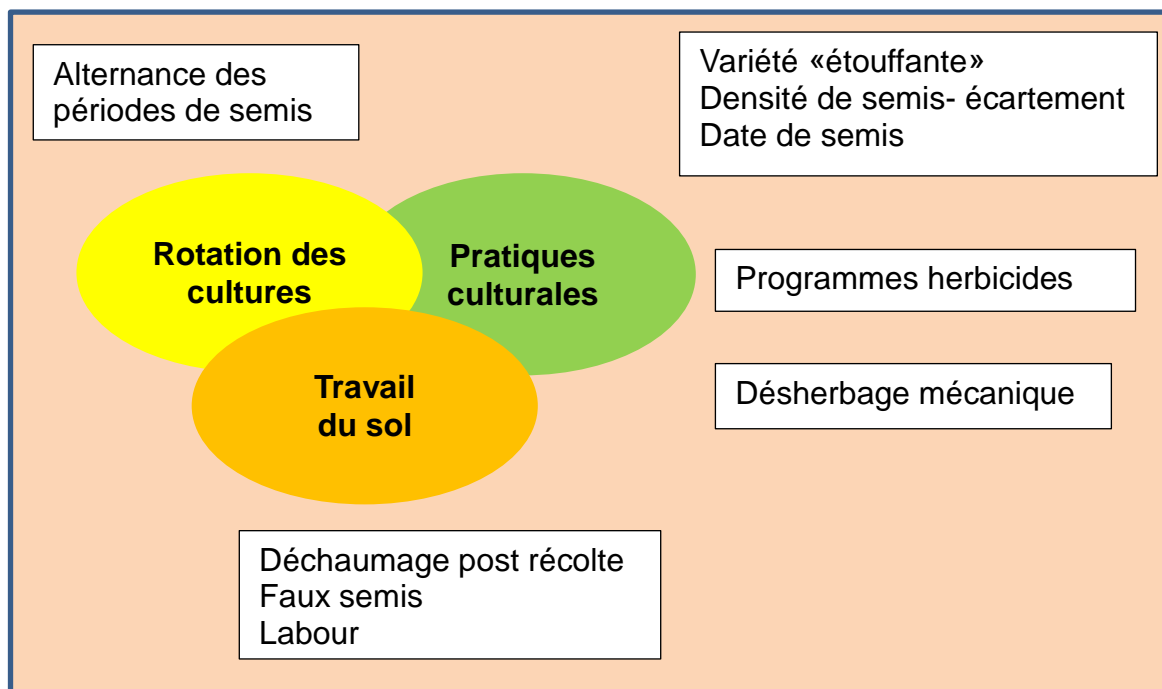 Alternance des
périodes de semis
Variété «étouffante»
Densité de semis- écartement
Date de semis
Rotation des
cultures
Pratiques
culturales
Programmes herbicides
Travail
du sol
Désherbage mécanique
Déchaumage post récolte
Faux semis
Labour